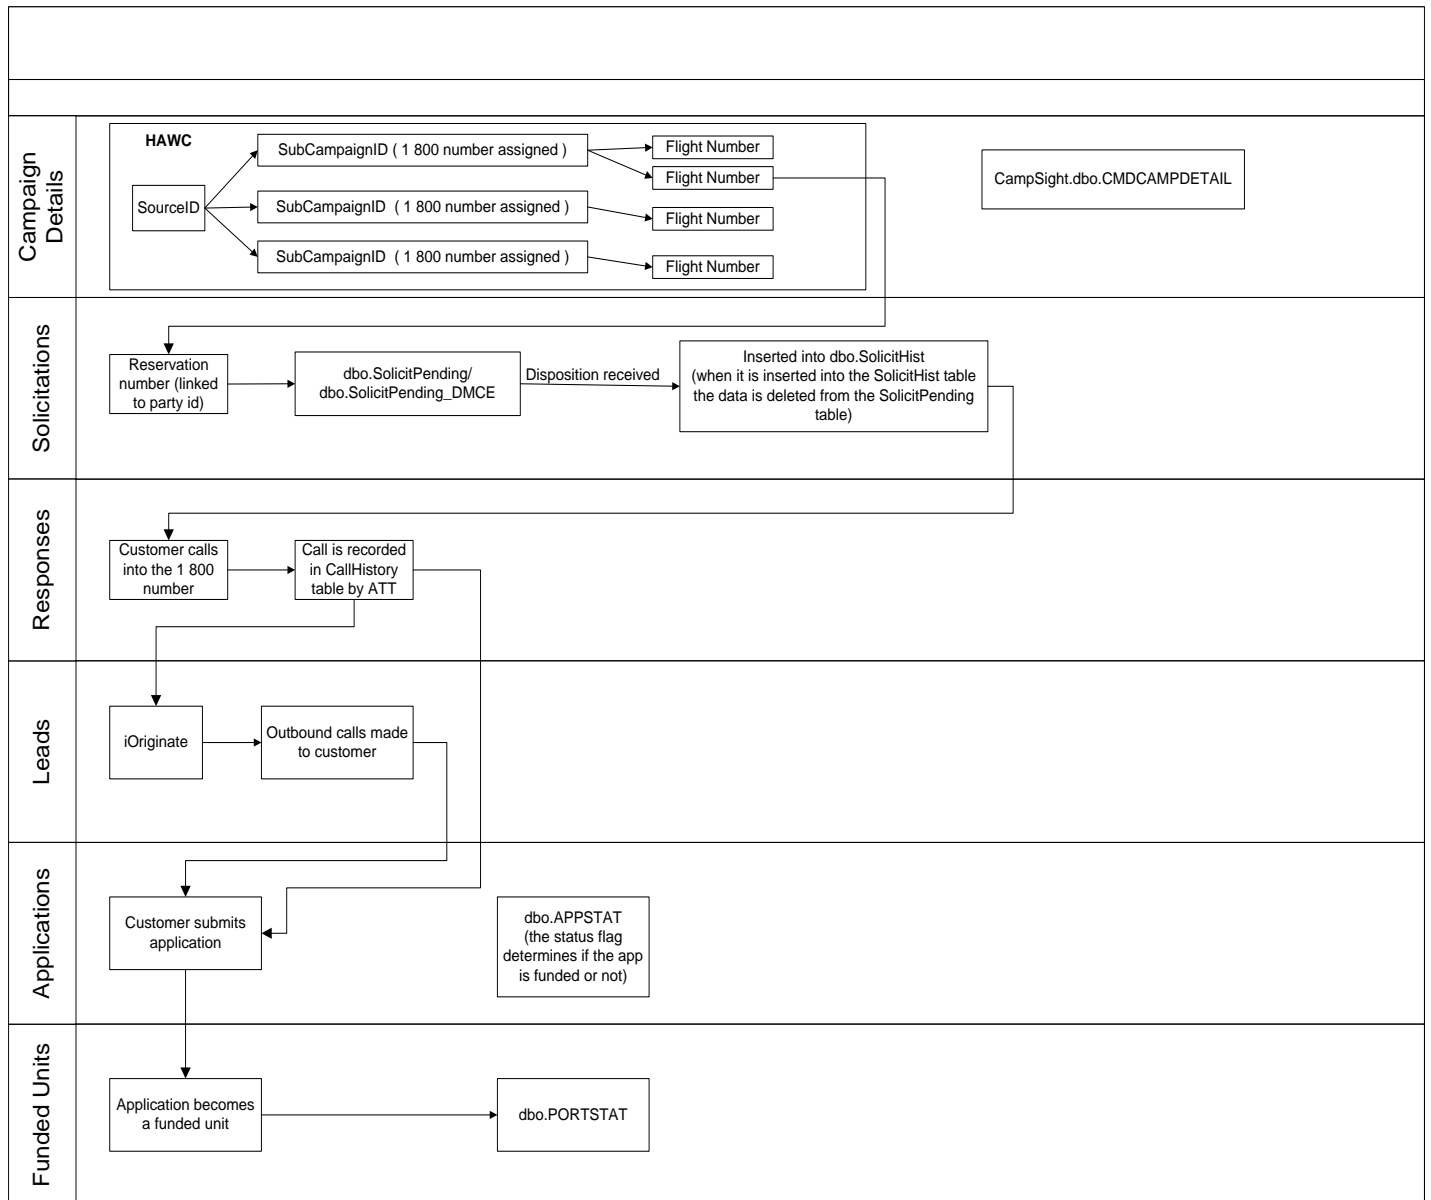 Campaign
Details
HAWC
SourceID
SubCampaignID ( 1 800 number assigned )
SubCampaignID ( 1 800 number assigned )
SubCampaignID ( 1 800 number assigned )
Flight Number
Flight Number
Flight Number
Flight Number
CampSight.dbo.CMDCAMPDETAIL
Solicitations
Reservation
number (linked
to party id)
dbo.SolicitPending/
dbo.SolicitPending_DMCE
Disposition received
Inserted into dbo.SolicitHist
(when it is inserted into the SolicitHist table
the data is deleted from the SolicitPending
table)
Responses
Customer calls
into the 1 800
number
Call is recorded
in CallHistory
table by ATT
Leads
iOriginate
Outbound calls made
to customer
Applications
Customer submits
application
dbo.APPSTAT
(the status flag
determines if the app
is funded or not)
Funded Units
Application becomes
a funded unit
dbo.PORTSTAT